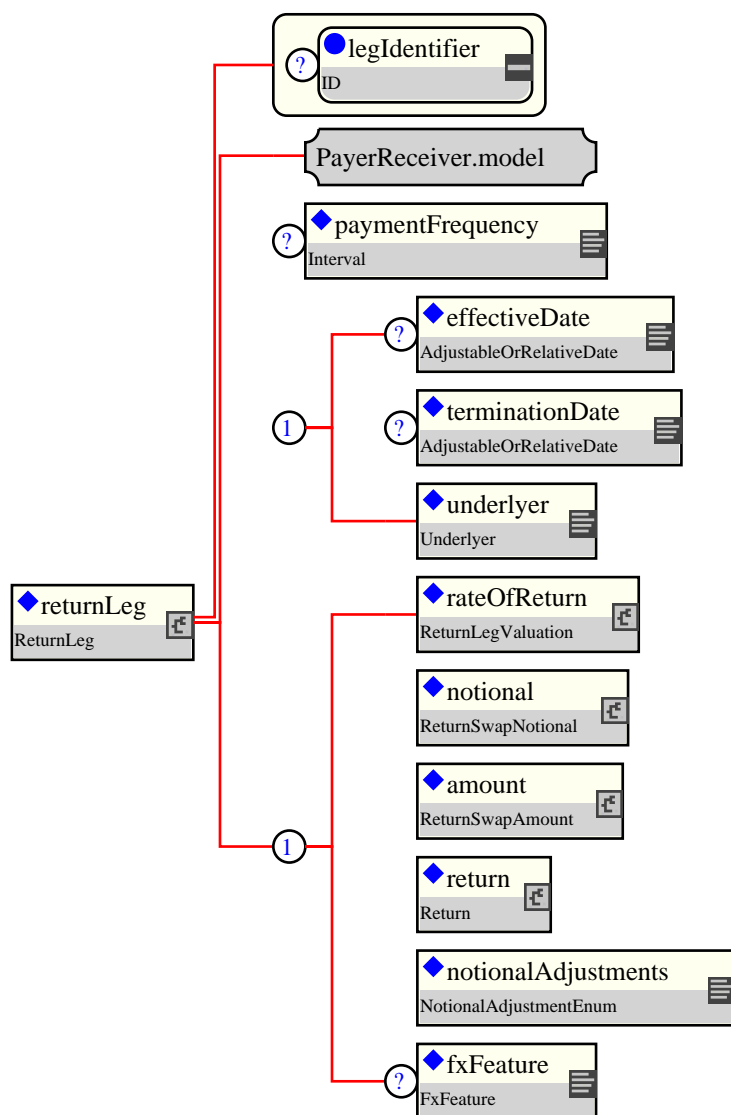 ?
legIdentifier
ID
PayerReceiver.model
?
paymentFrequency
Interval
?
effectiveDate
AdjustableOrRelativeDate
1
?
terminationDate
AdjustableOrRelativeDate
underlyer
Underlyer
returnLeg
ReturnLeg
rateOfReturn
ReturnLegValuation
notional
ReturnSwapNotional
amount
ReturnSwapAmount
1
return
Return
notionalAdjustments
NotionalAdjustmentEnum
?
fxFeature
FxFeature